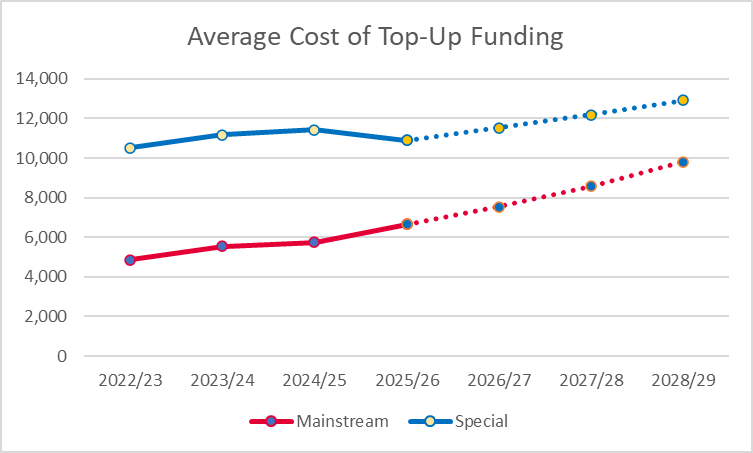 Average Cost of Top-Up Funding
14,000
12,000
10,000
8,000
6,000
4,000
2,000
0
2022/23 2023/24 2024/25 2025/26 2026/27 2027/28 2028/29
Mainstream Special